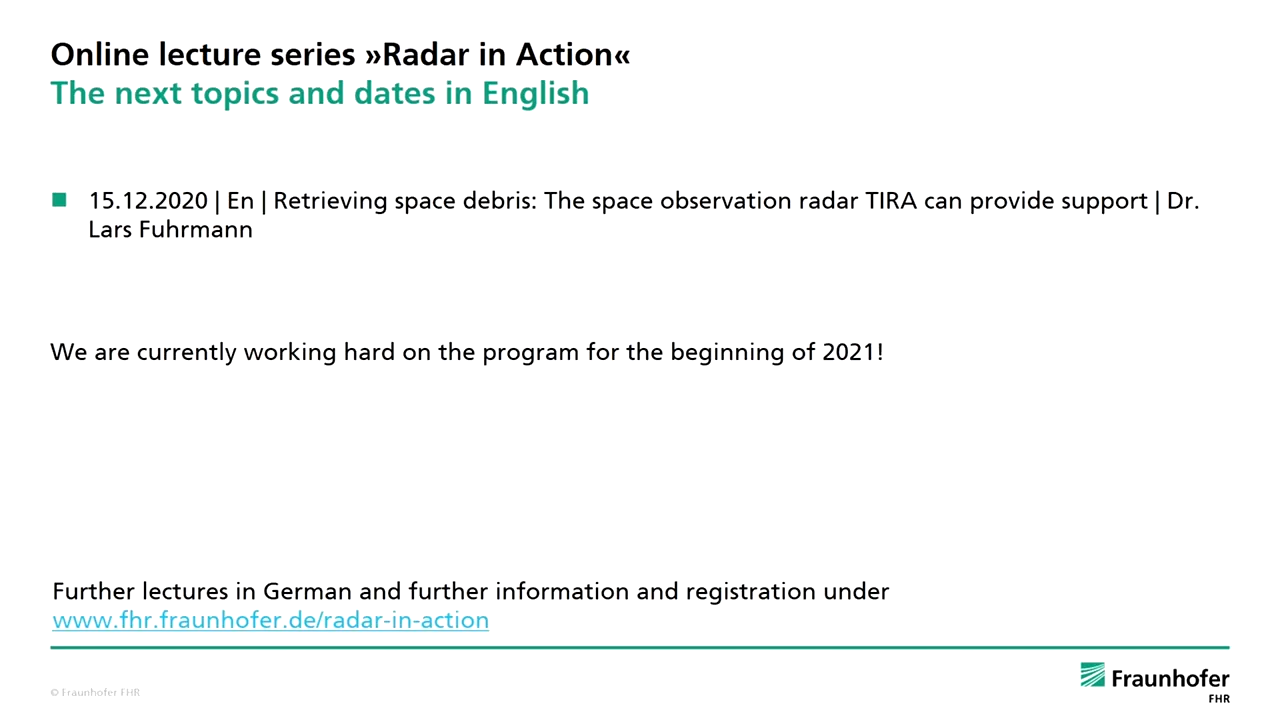 Online lecture series »Radar in Action«
The next topics and dates in English
15.12.2020 | En | Retrieving space debris: The space observation radar TIRA can provide support | Dr.
Lars Fuhrmann
We are currently working hard on the program for the beginning of 2021!
Further lectures in German and further information and registration under
www.fhr.fraunhofer.de/radar-in-action
© Fraunhofer FHR
Fraunhofer
FHR